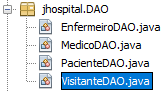 jhospital.DAO
EnfermeiroDAO.java
MedicoDAO.java
PacienteDAO.java
VisitanteDAO.java